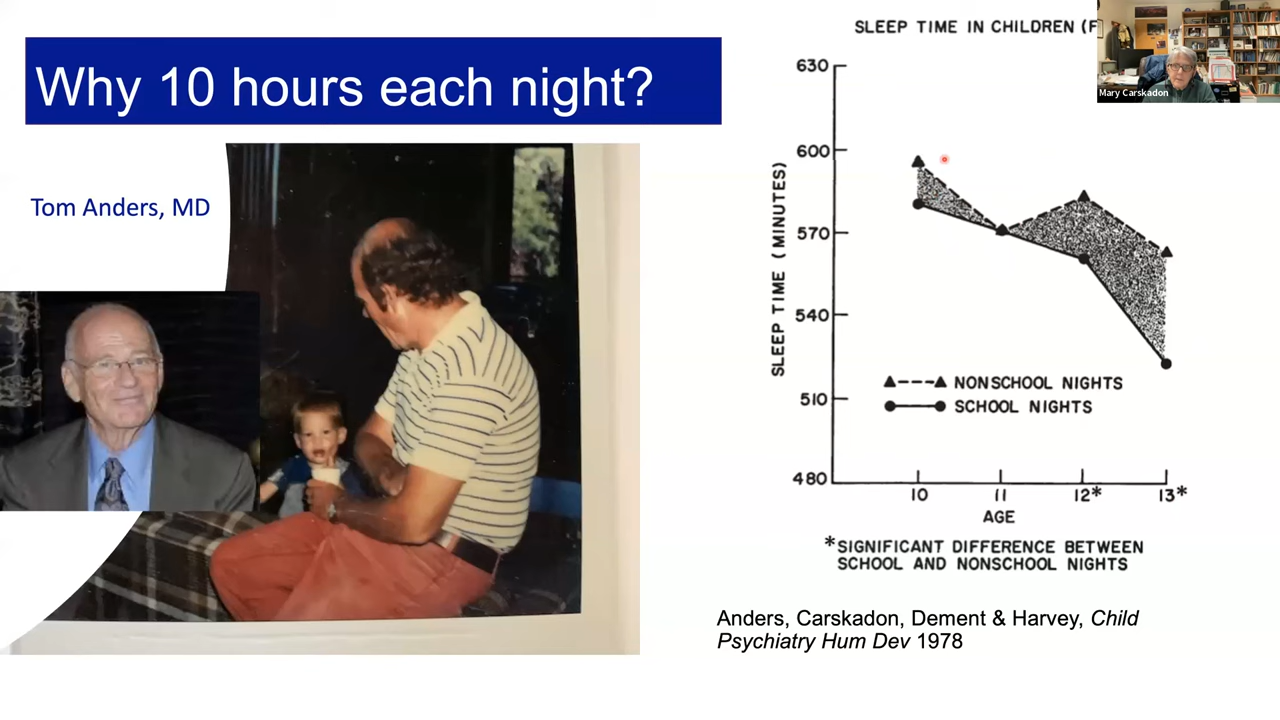 Why 10 hours each night?
Tom Anders, MD
SLEEP TIME IN CHILDREN (F
Mary Carskadon
SLEEP TIME (MINUTES)
630
600
570
540
510
480
NONSCHOOL NIGHTS
SCHOOL NIGHTS
10 11 12* 13*
AGE
*SIGNIFICANT DIFFERENCE BETWEEN
SCHOOL AND NONSCHOOL NIGHTS
Anders, Carskadon, Dement & Harvey, Child
Psychiatry Hum Dev 1978